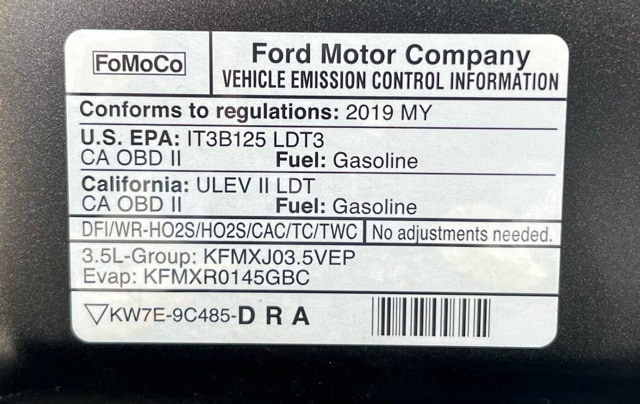 FoMoCo
Ford Motor Company
VEHICLE EMISSION CONTROL INFORMATION
Conforms to regulations: 2019 MY
U.S. EPA: IT3B125 LDT3
CA OBD II Fuel: Gasoline
California: ULEV II LDT
CA OBD II Fuel: Gasoline
DFI/WR-HO2S/HO2S/CAC/TC/TWC No adjustments needed.
3.5L-Group: KFMXJ03.5VEP
Evap: KFMXR0145GBC
▽KW7E-9C485-D R A